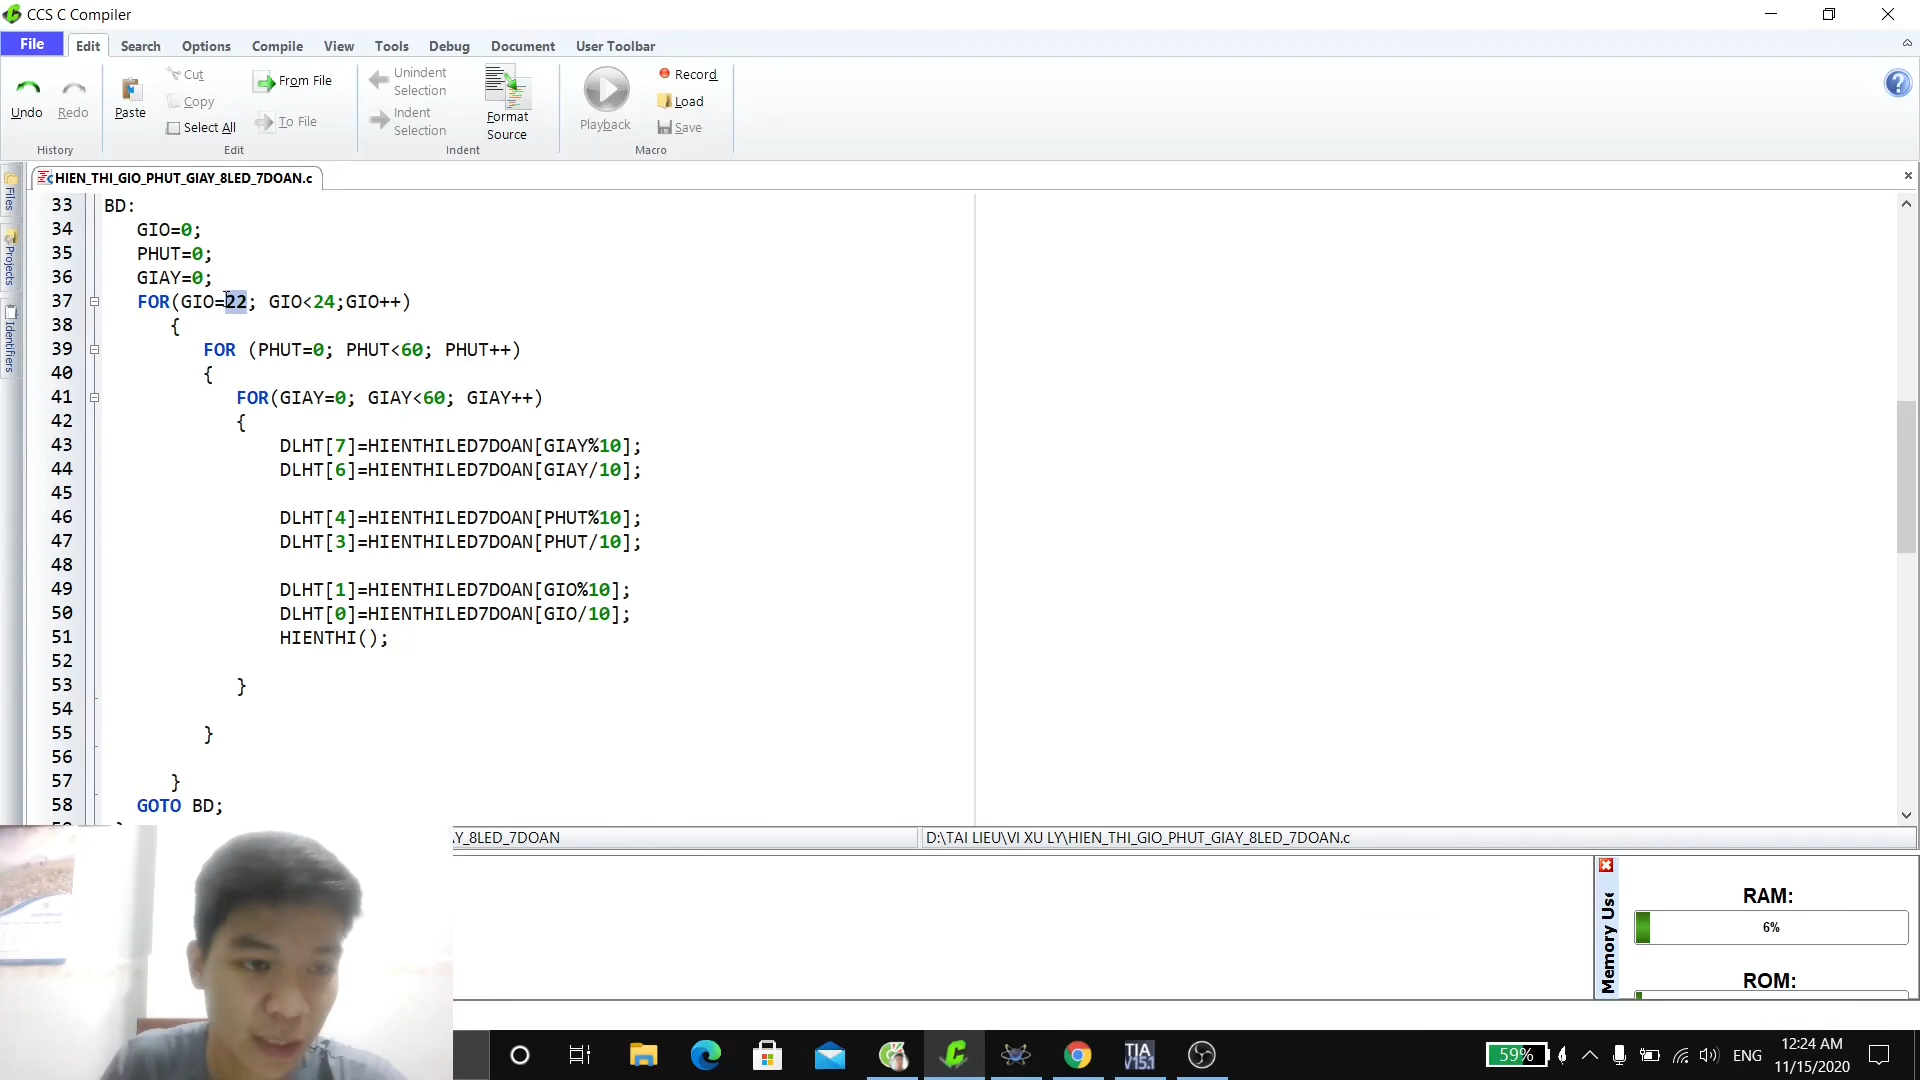 CCS C Compiler
File Edit Search Options Compile View Tools Debug Document User Toolbar
Undo Redo
History
Paste
Cut
Copy
Select All
From File
To File
Edit
Unindent
Selection
Indent
Selection
Format
Source
Indent
Playback
Record
Load
Save
Macro
HIEN_THI_GIO_PHUT_GIAY_8LED_7DOAN.c
Files
Projects
Identifiers
33 BD:
34 GIO=0;
35 PHUT=0;
36 GIAY=0;
37 FOR(GIO=22; GIO<24;GIO++)
38 {
39 FOR (PHUT=0; PHUT<60; PHUT++)
40 {
41 FOR(GIAY=0; GIAY<60; GIAY++)
42 {
43 DLHT[7]=HIENTHILED7DOAN[GIAY%10];
44 DLHT[6]=HIENTHILED7DOAN[GIAY/10];
45
46 DLHT[4]=HIENTHILED7DOAN[PHUT%10];
47 DLHT[3]=HIENTHILED7DOAN[PHUT/10];
48
49 DLHT[1]=HIENTHILED7DOAN[GIO%10];
50 DLHT[0]=HIENTHILED7DOAN[GIO/10];
51 HIENTHI();
52
53 }
54
55 }
56
57 }
58 GOTO BD;
Y_8LED_7DOAN
D:\TAI LIEU\VI XU LY\HIEN_THI_GIO_PHUT_GIAY_8LED_7DOAN.c
Memory
RAM:
6%
ROM:
TIA
V15.1
59%
ENG
12:24 AM
11/15/2020